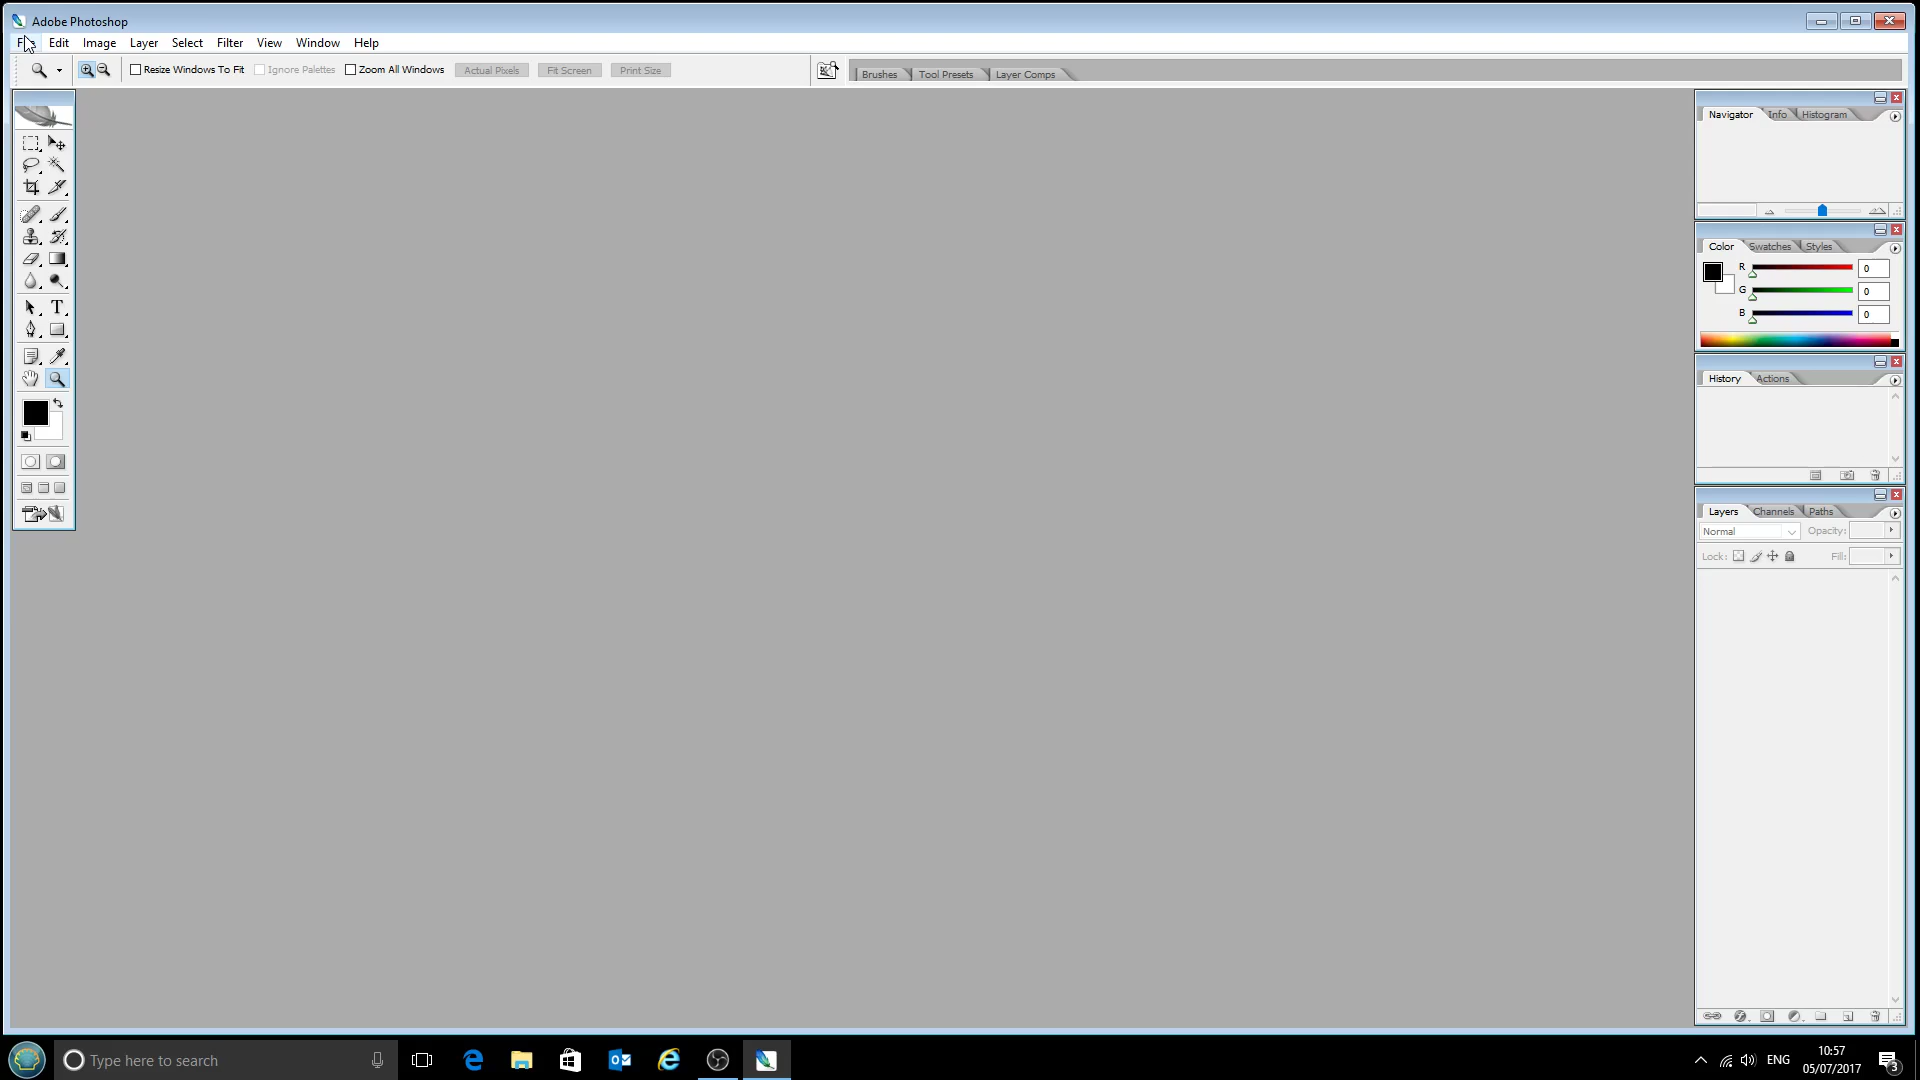 Adobe Photoshop
Edit Image Layer Select Filter View Window Help
Resize Windows To Fit Ignore Palettes Zoom All Windows Actual Pixels Fit Screen Print Size Brushes Tool Presets Layer Comps
Navigator Info Histogram
Color Swatches Styles
R 0
G 0
B 0
History Actions
Layers Channels Paths
Normal Opacity:
Lock: Fill:
Type here to search
ENG
10:57
05/07/2017
3